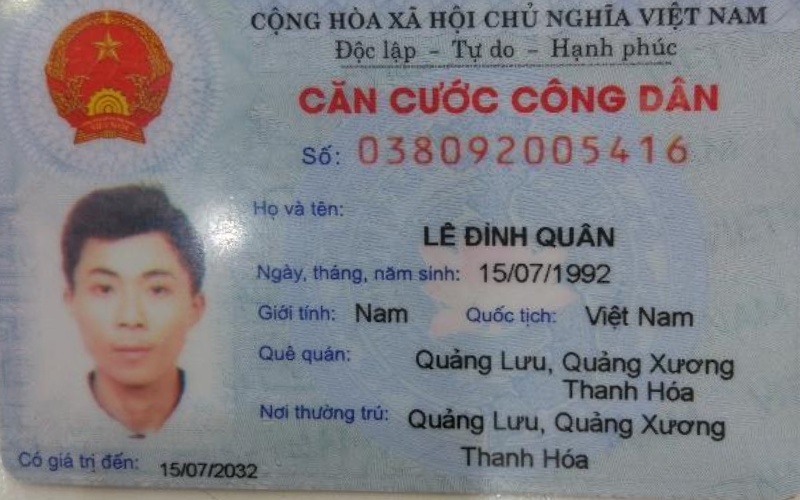 CỘNG HÒA XÃ HỘI CHỦ NGHĨA VIỆT NAM
Độc lập - Tự do - Hạnh phúc
CĂN CƯỚC CÔNG DÂN
Số: 038092005416
Họ và tên:
LÊ ĐÌNH QUÂN
Ngày, tháng, năm sinh: 15/07/1992
Giới tính: Nam Quốc tịch: Việt Nam
Quê quán: Quảng Lưu, Quảng Xương
Thanh Hóa
Nơi thường trú: Quảng Lưu, Quảng Xương
Thanh Hóa
Có giá trị đến: 15/07/2032